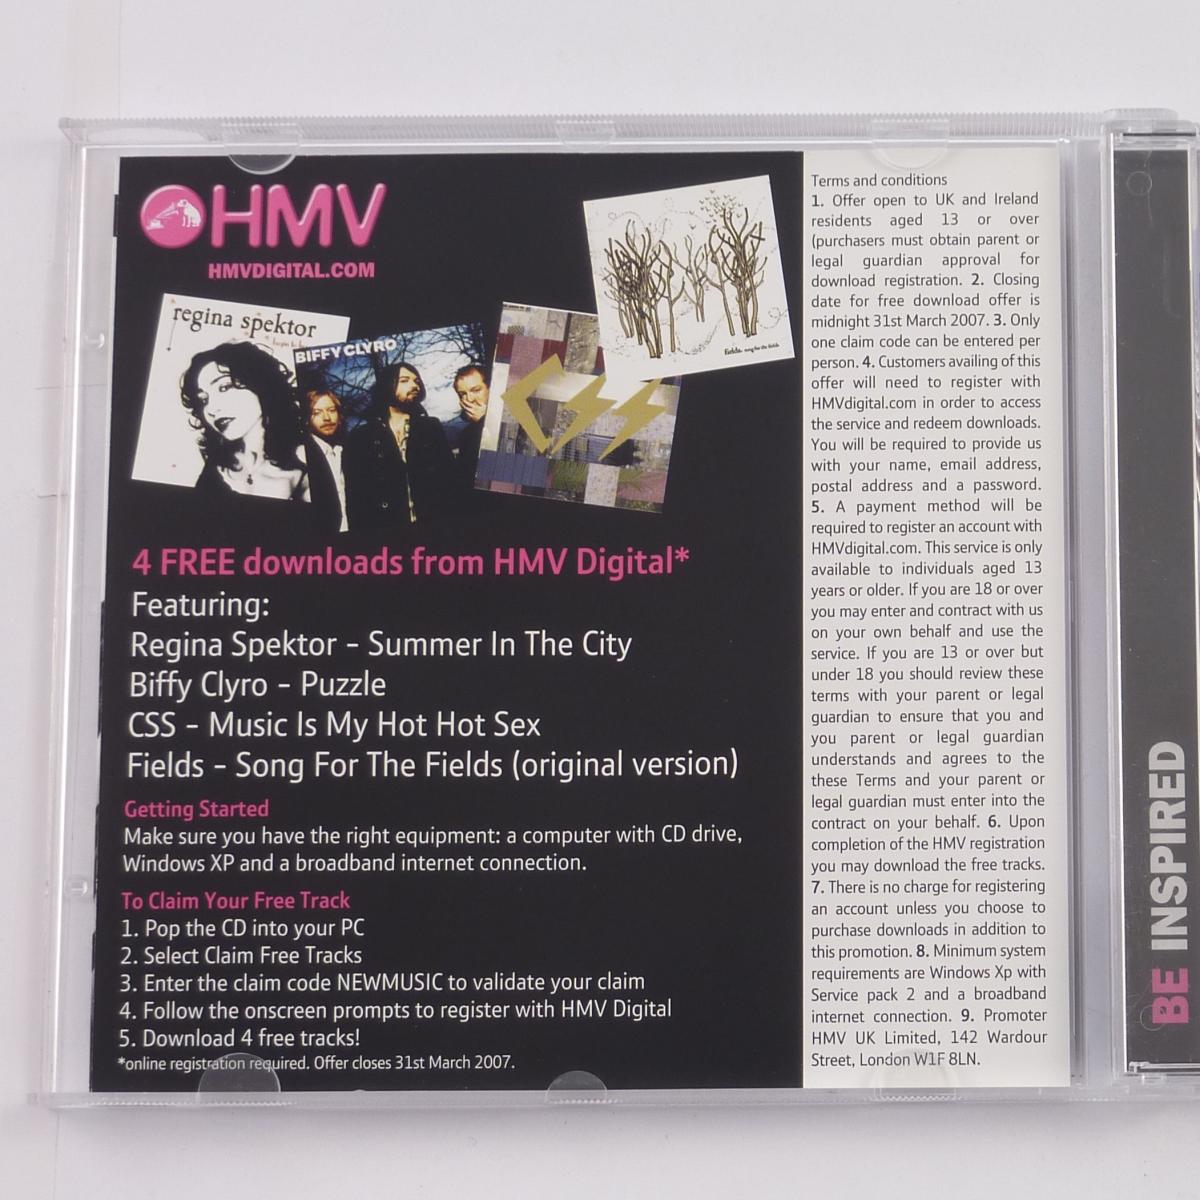 HMV
HMVDIGITAL.COM
regina spektor
BIFFY CLYRO
CSS
fields. song for the fields
4 FREE downloads from HMV Digital*
Featuring:
Regina Spektor – Summer In The City
Biffy Clyro – Puzzle
CSS – Music Is My Hot Hot Sex
Fields – Song For The Fields (original version)
Getting Started
Make sure you have the right equipment: a computer with CD drive,
Windows XP and a broadband internet connection.
To Claim Your Free Track
1. Pop the CD into your PC
2. Select Claim Free Tracks
3. Enter the claim code NEWMUSIC to validate your claim
4. Follow the onscreen prompts to register with HMV Digital
5. Download 4 free tracks!
*online registration required. Offer closes 31st March 2007.
Terms and conditions
1. Offer open to UK and Ireland
residents aged 13 or over
(purchasers must obtain parent or
legal guardian approval for
download registration. 2. Closing
date for free download offer is
midnight 31st March 2007. 3. Only
one claim code can be entered per
person. 4. Customers availing of this
offer will need to register with
HMVdigital.com in order to access
the service and redeem downloads.
You will be required to provide us
with your name, email address,
postal address and a password.
5. A payment method will be
required to register an account with
HMVdigital.com. This service is only
available to individuals aged 13
years or older. If you are 18 or over
you may enter and contract with us
on your own behalf and use the
service. If you are 13 or over but
under 18 you should review these
terms with your parent or legal
guardian to ensure that you and
you parent or legal guardian
understands and agrees to the
these Terms and your parent or
legal guardian must enter into the
contract on your behalf. 6. Upon
completion of the HMV registration
you may download the free tracks.
7. There is no charge for registering
an account unless you choose to
purchase downloads in addition to
this promotion. 8. Minimum system
requirements are Windows Xp with
Service pack 2 and a broadband
internet connection. 9. Promoter
HMV UK Limited, 142 Wardour
Street, London W1F 8LN.
BE INSPIRED